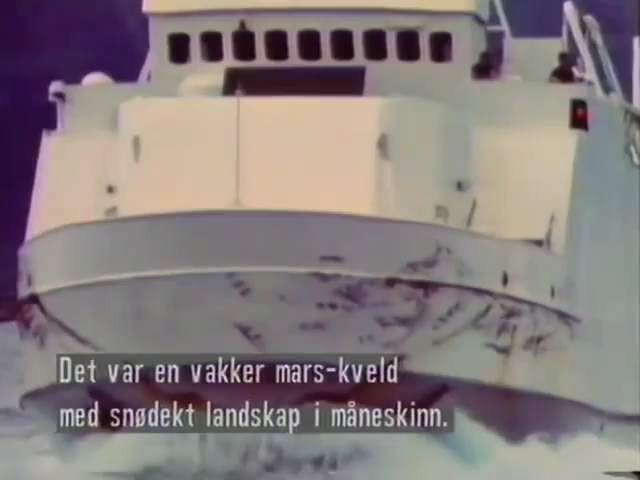 Det var en vakker mars-kveld
med snødekt landskap i måneskinn.